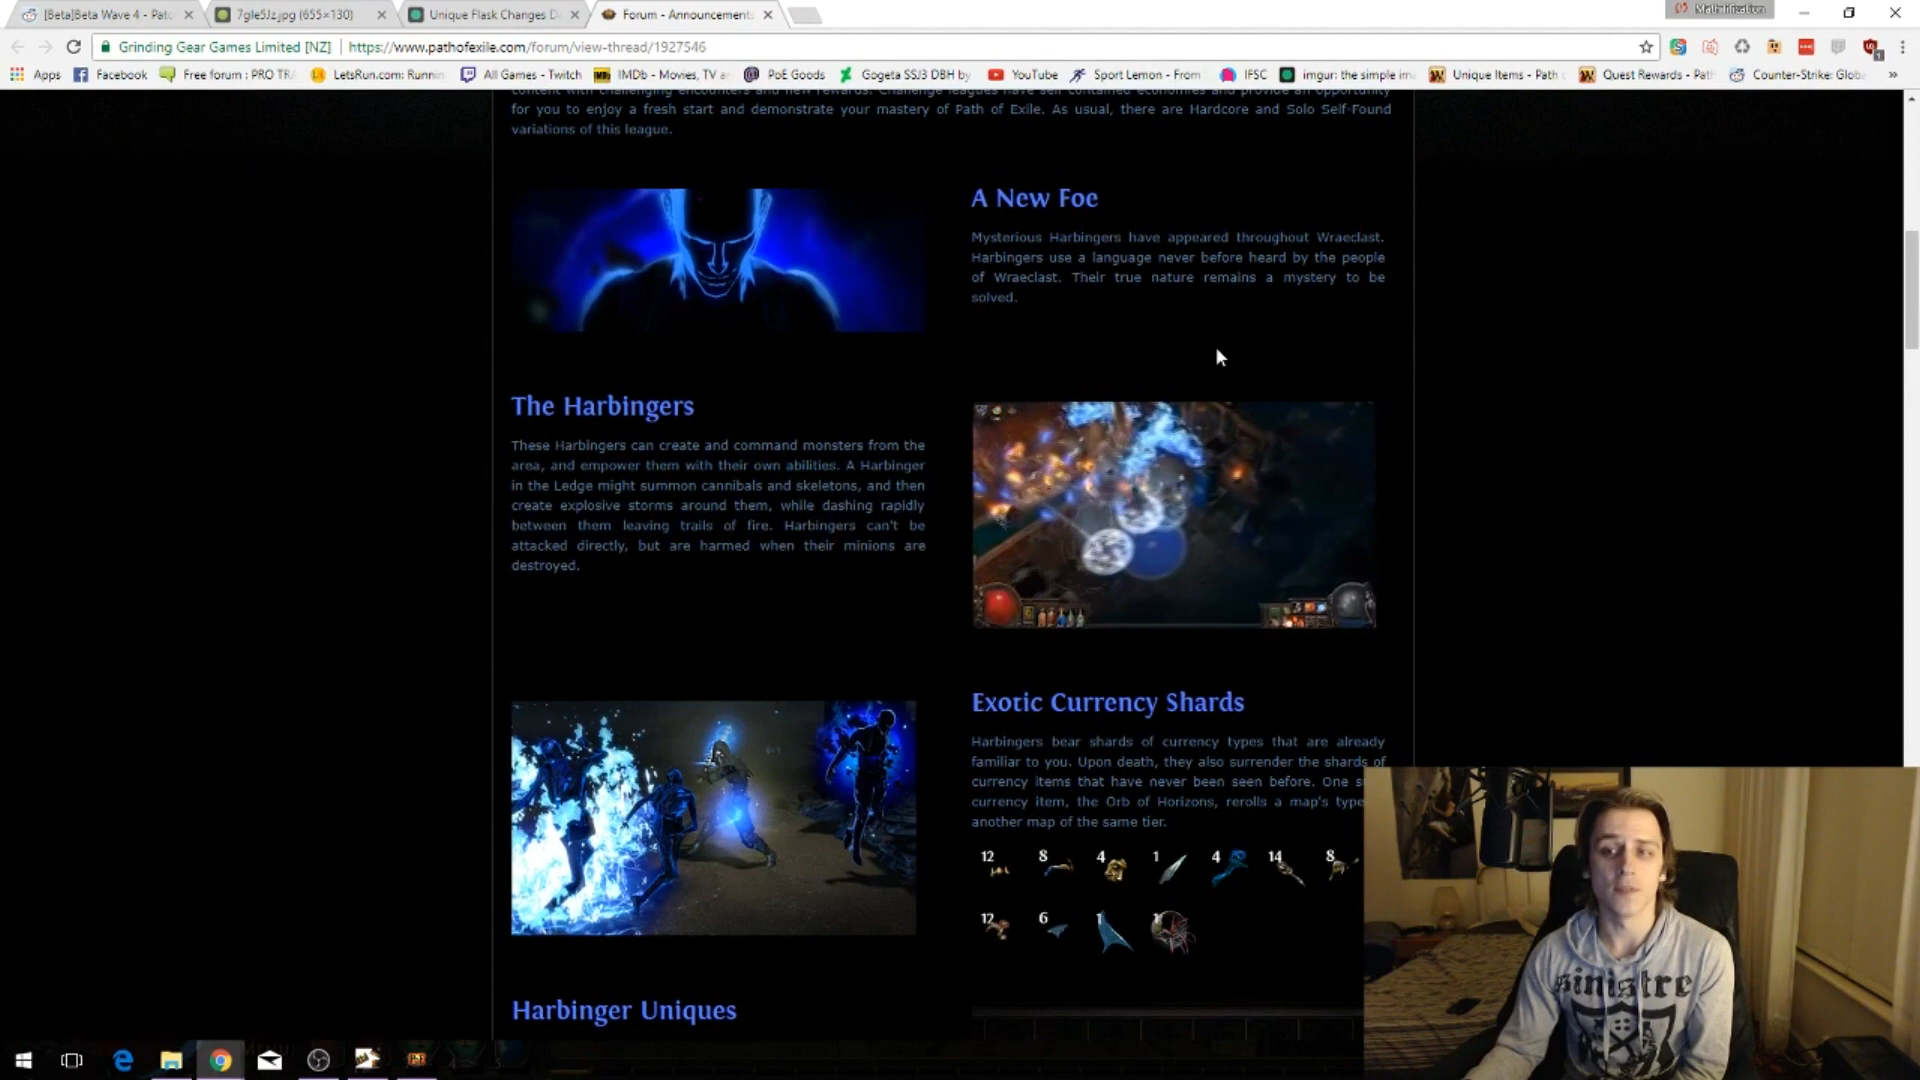 [Beta]Beta Wave 4 - Pat
7gle5Jz.jpg (655×130)
Unique Flask Changes D
Forum - Announcements
Grinding Gear Games Limited [NZ]
https://www.pathofexile.com/forum/view-thread/1927546
Apps
Facebook
Free forum : PRO TR
LetsRun.com: Runnin
All Games - Twitch
IMDb - Movies, TV a
PoE Goods
Gogeta SSJ3 DBH by
YouTube
Sport Lemon - From
IFSC
imgur: the simple im
Unique Items - Path
Quest Rewards - Pat
Counter-Strike: Glob
content with challenging encounters and new rewards. Challenge leagues have self contained economies and provide an opportunity
for you to enjoy a fresh start and demonstrate your mastery of Path of Exile. As usual, there are Hardcore and Solo Self-Found
variations of this league.
A New Foe
Mysterious Harbingers have appeared throughout Wraeclast.
Harbingers use a language never before heard by the people
of Wraeclast. Their true nature remains a mystery to be
solved.
The Harbingers
These Harbingers can create and command monsters from the
area, and empower them with their own abilities. A Harbinger
in the Ledge might summon cannibals and skeletons, and then
create explosive storms around them, while dashing rapidly
between them leaving trails of fire. Harbingers can't be
attacked directly, but are harmed when their minions are
destroyed.
Exotic Currency Shards
Harbingers bear shards of currency types that are already
familiar to you. Upon death, they also surrender the shards of
currency items that have never been seen before. One s
currency item, the Orb of Horizons, rerolls a map's type
another map of the same tier.
12 8 4 1 4 14 8
12 6 1 1
Harbinger Uniques
sinistre